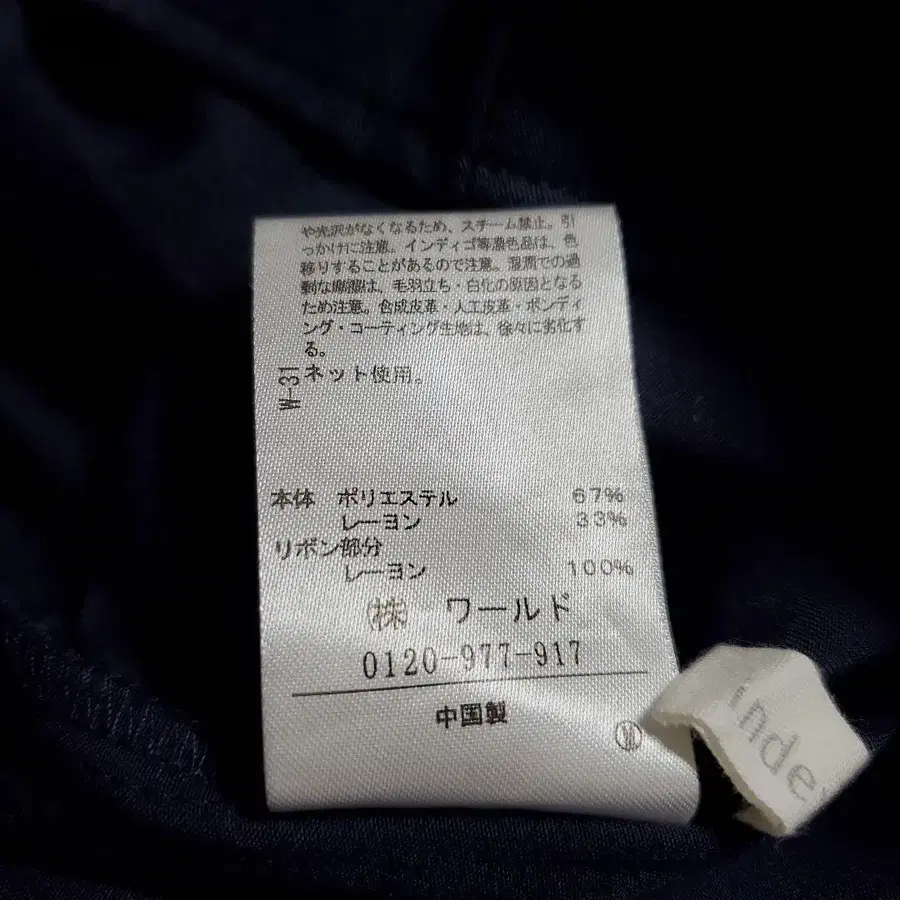 や光沢がなくなるため、スチーム禁止。引
っかけに注意。インディゴ等濃色品は、色
移りすることがあるので注意。湿潤での過
剰な摩擦は、毛羽立ち・白化の原因となる
ため注意。合成皮革・人工皮革・ボンディ
ング・コーティング生地は、徐々に劣化す
る。
W-31
ネット使用。
本体 ポリエステル 67%
レーヨン 33%
リボン部分
レーヨン 100%
㈱ ワールド
0120-977-917
中国製
inde